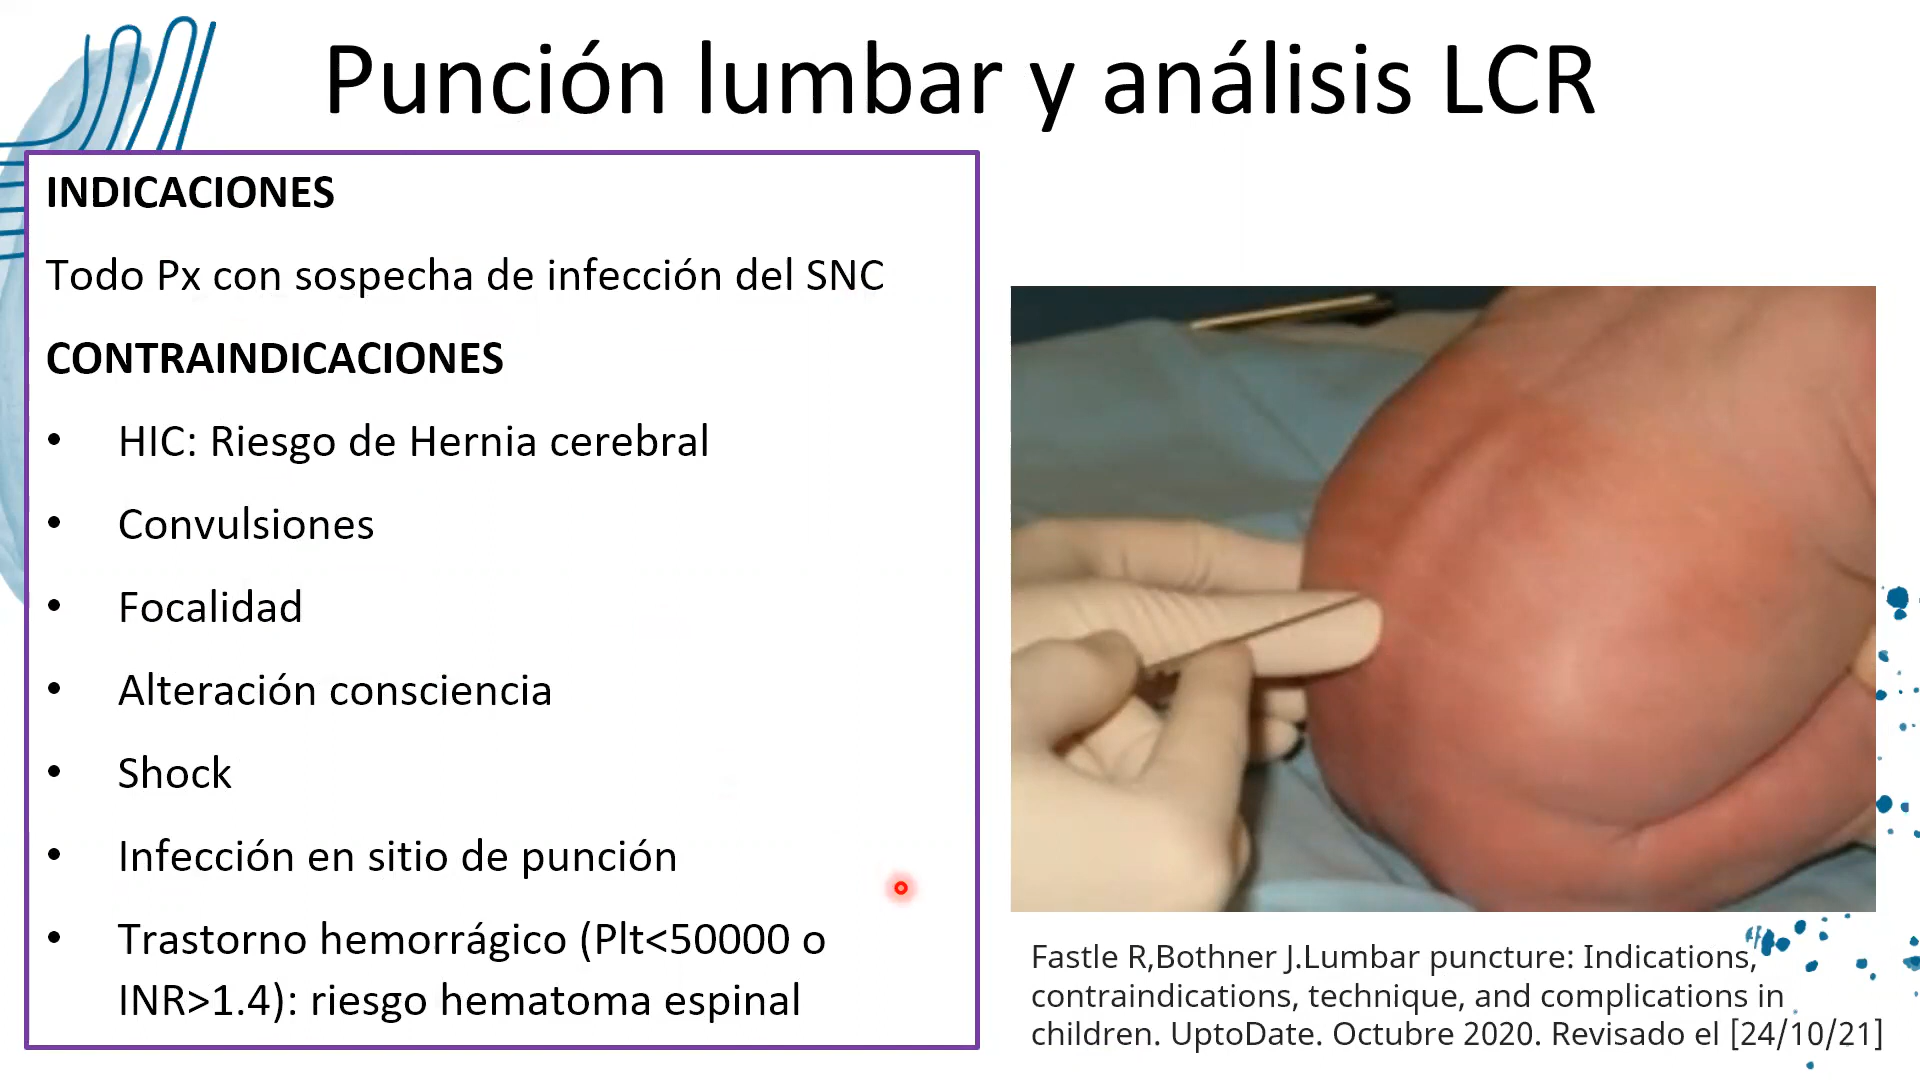 Punción lumbar y análisis LCR
INDICACIONES
Todo Px con sospecha de infección del SNC
CONTRAINDICACIONES
• HIC: Riesgo de Hernia cerebral
• Convulsiones
• Focalidad
• Alteración consciencia
• Shock
• Infección en sitio de punción
• Trastorno hemorrágico (Plt<50000 o
INR>1.4): riesgo hematoma espinal
Fastle R,Bothner J.Lumbar puncture: Indications,
contraindications, technique, and complications in
children. UptoDate. Octubre 2020. Revisado el [24/10/21]